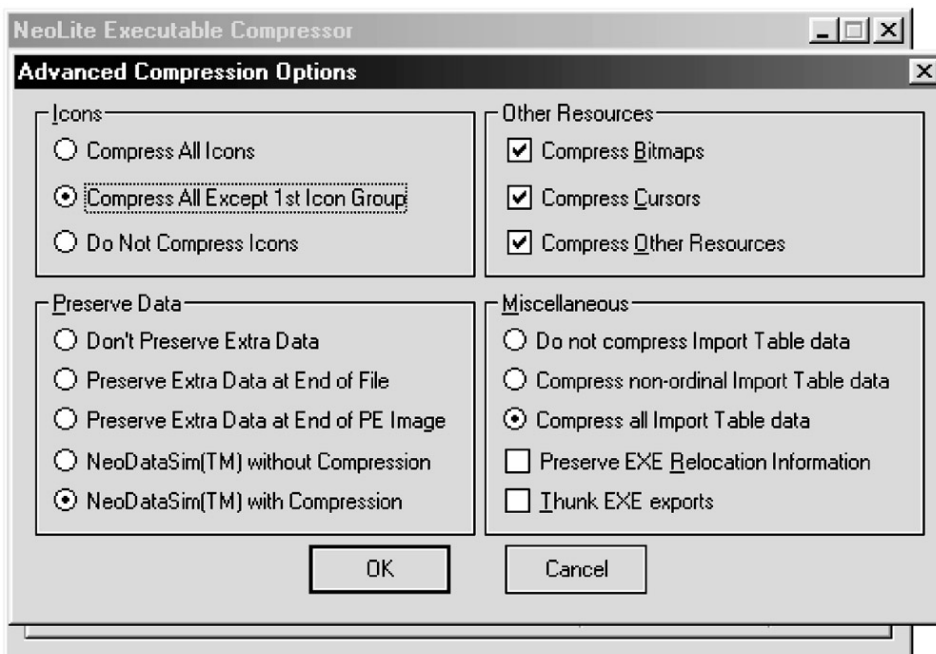 NeoLite Executable Compressor
Advanced Compression Options
Icons
Compress All Icons
Compress All Except 1st Icon Group
Do Not Compress Icons
Other Resources
Compress Bitmaps
Compress Cursors
Compress Other Resources
Preserve Data
Don't Preserve Extra Data
Preserve Extra Data at End of File
Preserve Extra Data at End of PE Image
NeoDataSim(TM) without Compression
NeoDataSim(TM) with Compression
Miscellaneous
Do not compress Import Table data
Compress non-ordinal Import Table data
Compress all Import Table data
Preserve EXE Relocation Information
Thunk EXE exports
OK
Cancel